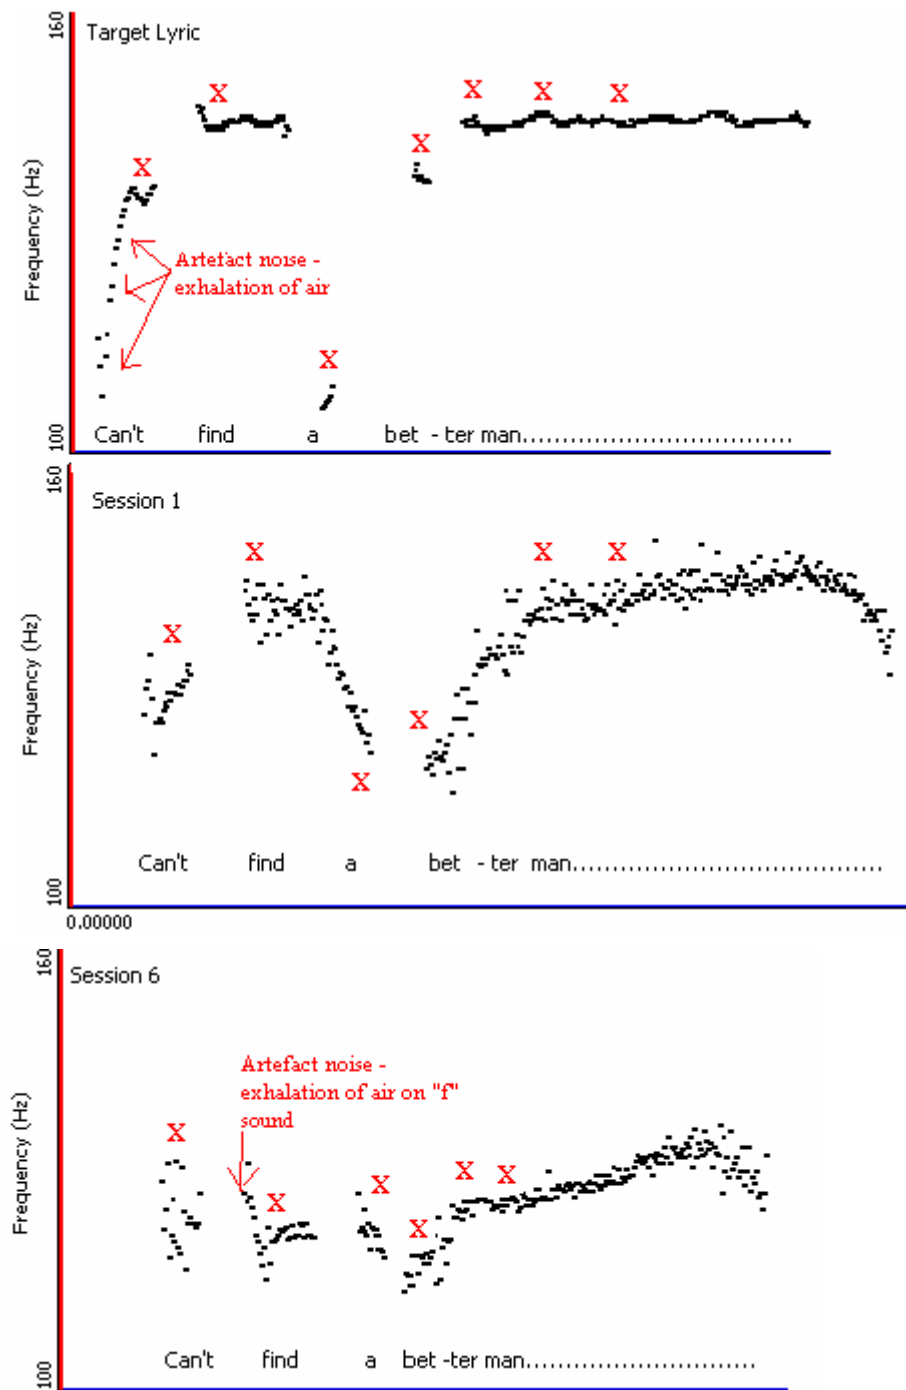 160
Target Lyric
X X X X
X
X
Frequency (Hz)
Artefact noise -
exhalation of air
X
100
Can't find a bet - ter man................................
160
Session 1
X X X
X
Frequency (Hz)
X
X
Can't find a bet - ter man.....................................
100
0.00000
160
Session 6
Artefact noise -
exhalation of air on "f"
sound
X
Frequency (Hz)
X X
X
X
X
Can't find a bet -ter man...........................
100